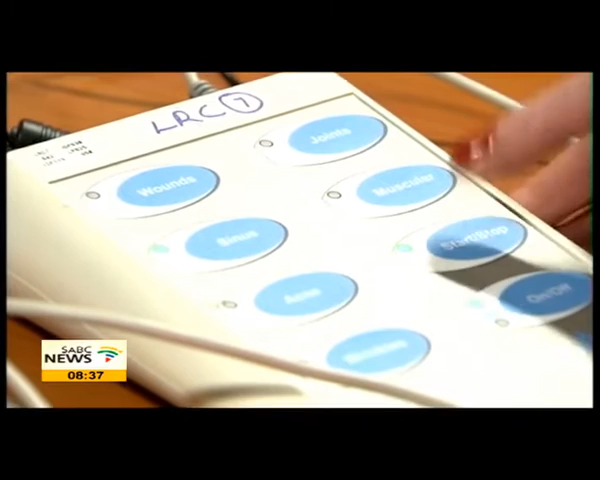 LRC 7
Joints
Wounds
Muscular
Sinus
Start/Stop
Acne
On/Off
SABC
NEWS
08:37